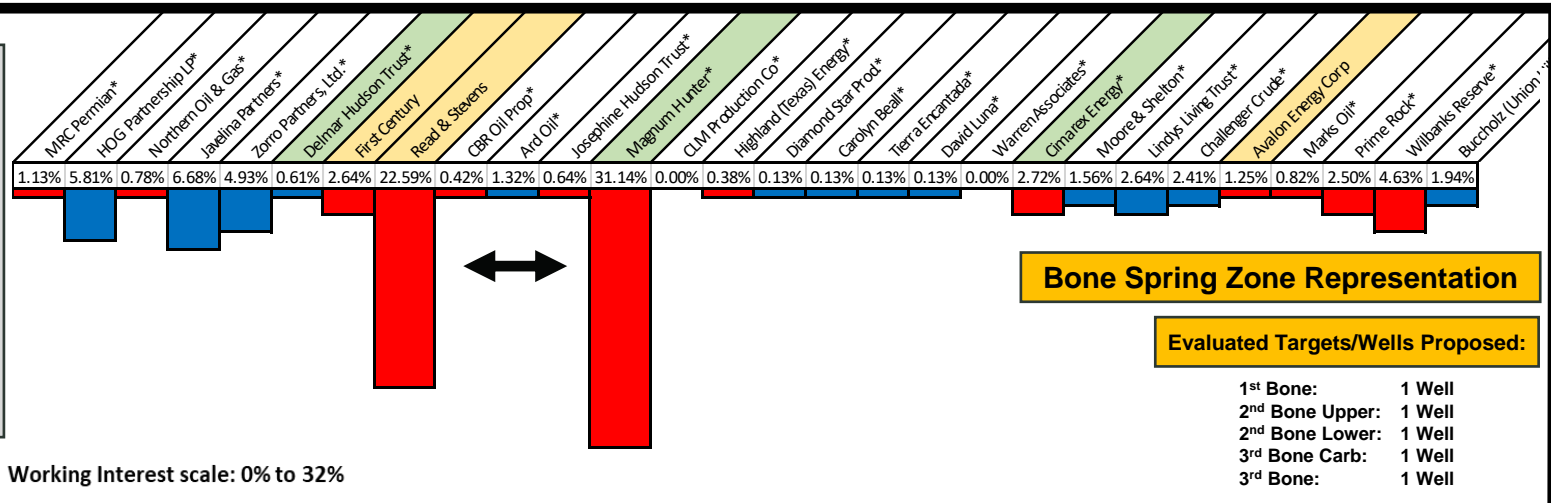 MRC Permian*
HOG Partnership LP*
Northern Oil & Gas*
Javelina Partners*
Zorro Partners, Ltd.*
Delmar Hudson Trust*
First Century
Read & Stevens
CBR Oil Prop*
Ard Oil*
Josephine Hudson Trust*
Magnum Hunter*
CLM Production Co*
Highland (Texas) Energy*
Diamond Star Prod.*
Carolyn Beall*
Tierra Encantada*
David Luna*
Warren Associates*
Cimarex Energy*
Moore & Shelton*
Lindys Living Trust*
Challenger Crude*
Avalon Energy Corp
Marks Oil*
Prime Rock*
Wilbanks Reserve*
Buccholz (Union
1.13% 5.81% 0.78% 6.68% 4.93% 0.61% 2.64% 22.59% 0.42% 1.32% 0.64% 31.14% 0.00% 0.38% 0.13% 0.13% 0.13% 0.13% 0.00% 2.72% 1.56% 2.64% 2.41% 1.25% 0.82% 2.50% 4.63% 1.94%
Bone Spring Zone Representation
Evaluated Targets/Wells Proposed:
1st Bone: 1 Well
2nd Bone Upper: 1 Well
2nd Bone Lower: 1 Well
3rd Bone Carb: 1 Well
3rd Bone: 1 Well
Working Interest scale: 0% to 32%